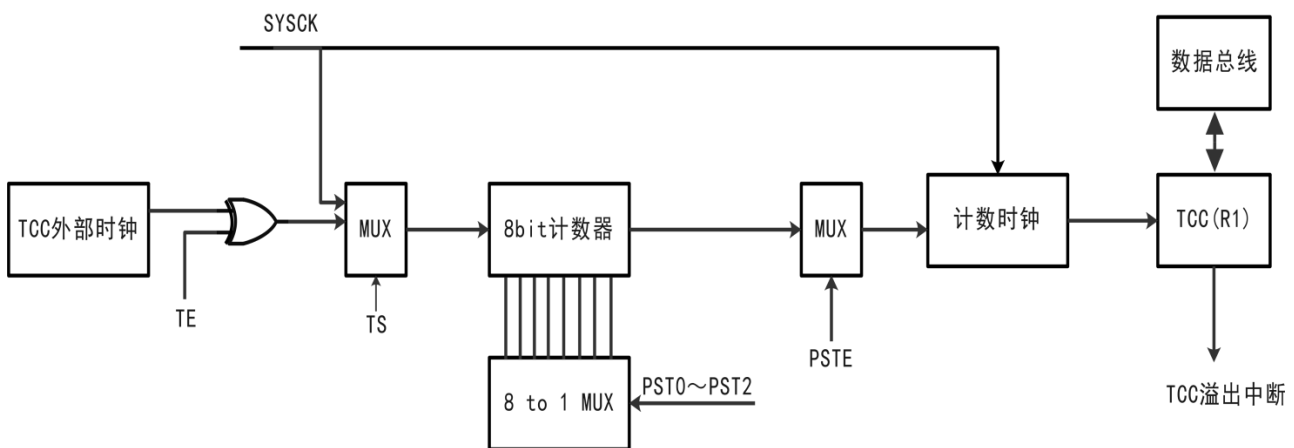 SYSCK
数据总线
TCC外部时钟
MUX
8bit计数器
MUX
计数时钟
TCC(R1)
TE
TS
PSTE
8 to 1 MUX
PST0～PST2
TCC溢出中断